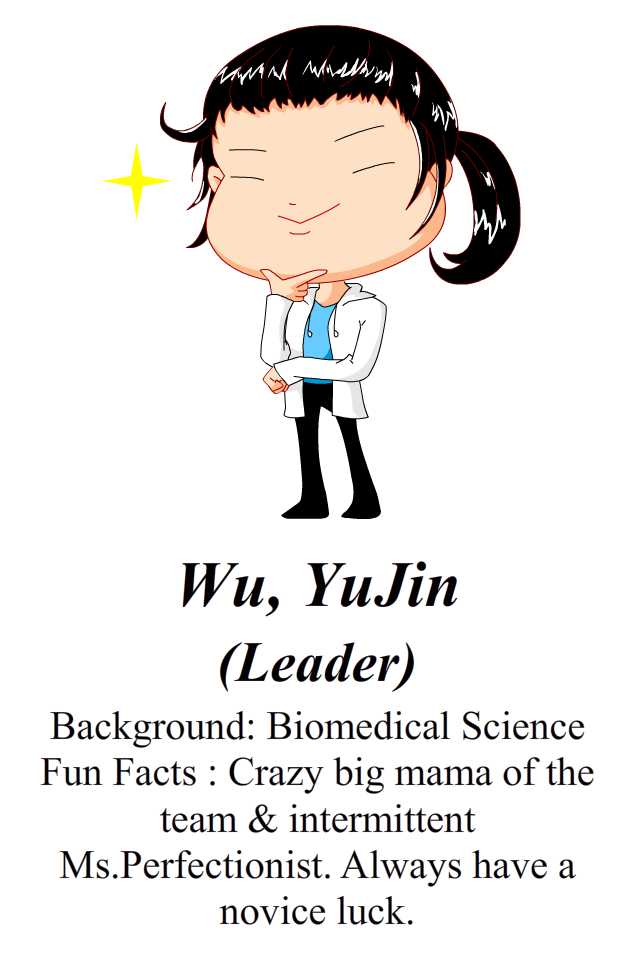 Wu, YuJin
(Leader)
Background: Biomedical Science
Fun Facts : Crazy big mama of the
team & intermittent
Ms.Perfectionist. Always have a
novice luck.